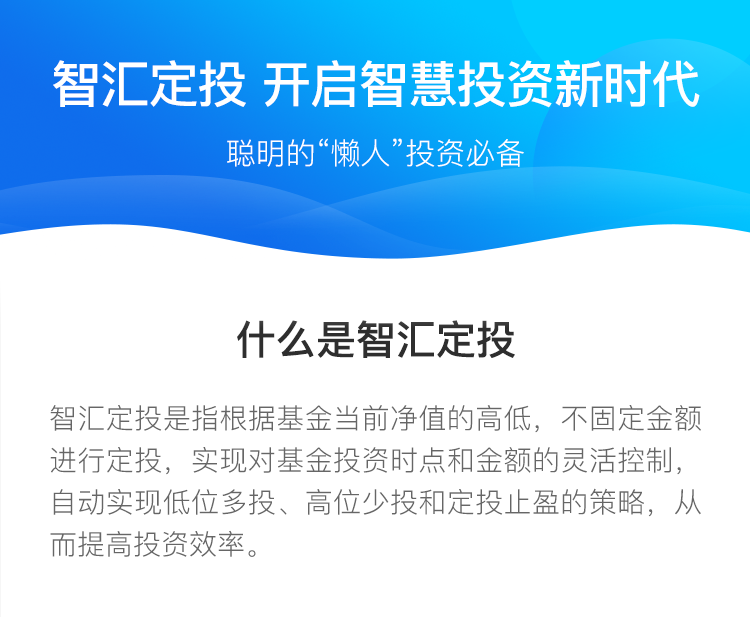 智汇定投 开启智慧投资新时代
聪明的“懒人”投资必备
什么是智汇定投
智汇定投是指根据基金当前净值的高低，不固定金额
进行定投，实现对基金投资时点和金额的灵活控制，
自动实现低位多投、高位少投和定投止盈的策略，从
而提高投资效率。